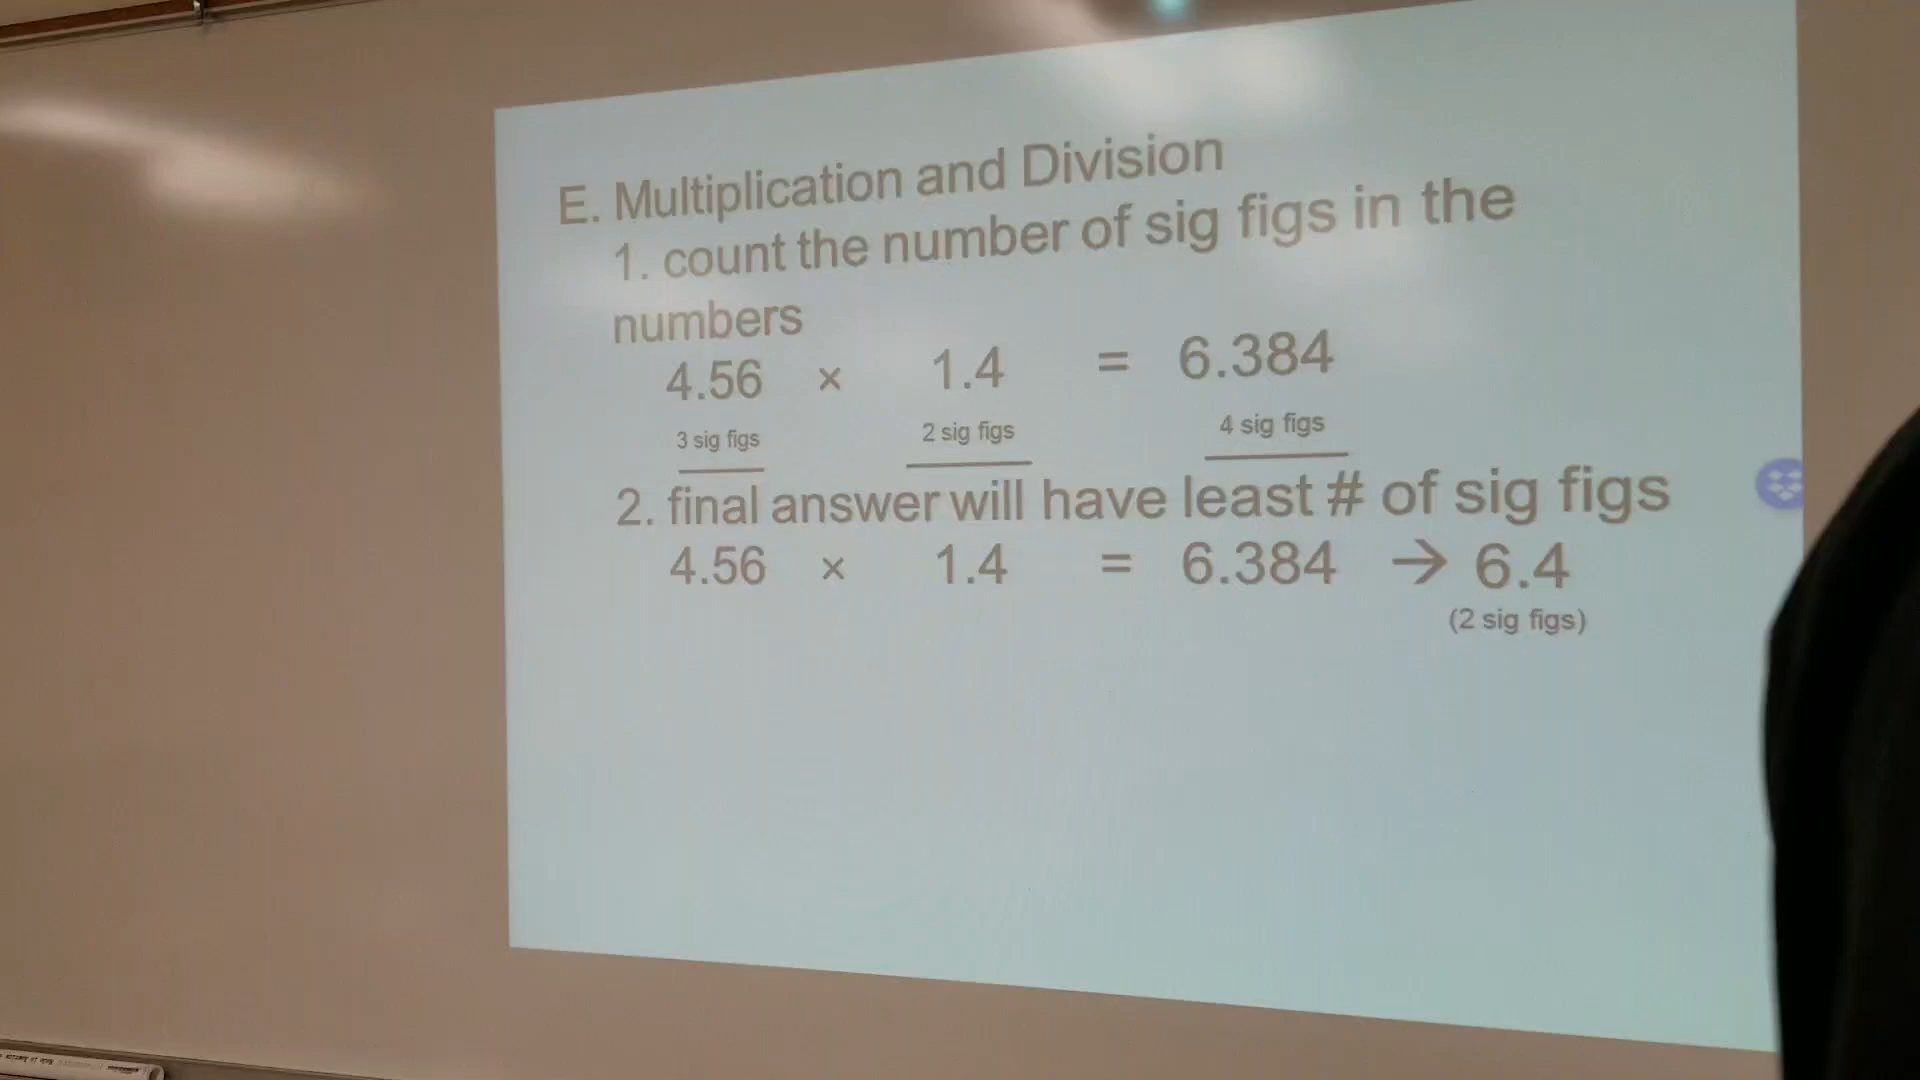 E. Multiplication and Division
1. count the number of sig figs in the
numbers
4.56 × 1.4 = 6.384
3 sig figs 2 sig figs 4 sig figs
2. final answer will have least # of sig figs
4.56 × 1.4 = 6.384 → 6.4
(2 sig figs)